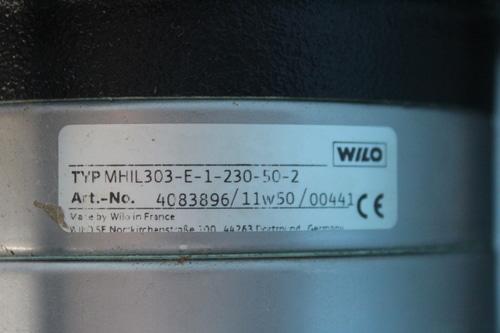 WILO
TYP MHIL303-E-1-230-50-2
Art.-No. 4083896/11w50/00441 CE
Made by Wilo in France
WILO SE Nortkirchenstraße 100, 44263 Dortmund, Germany